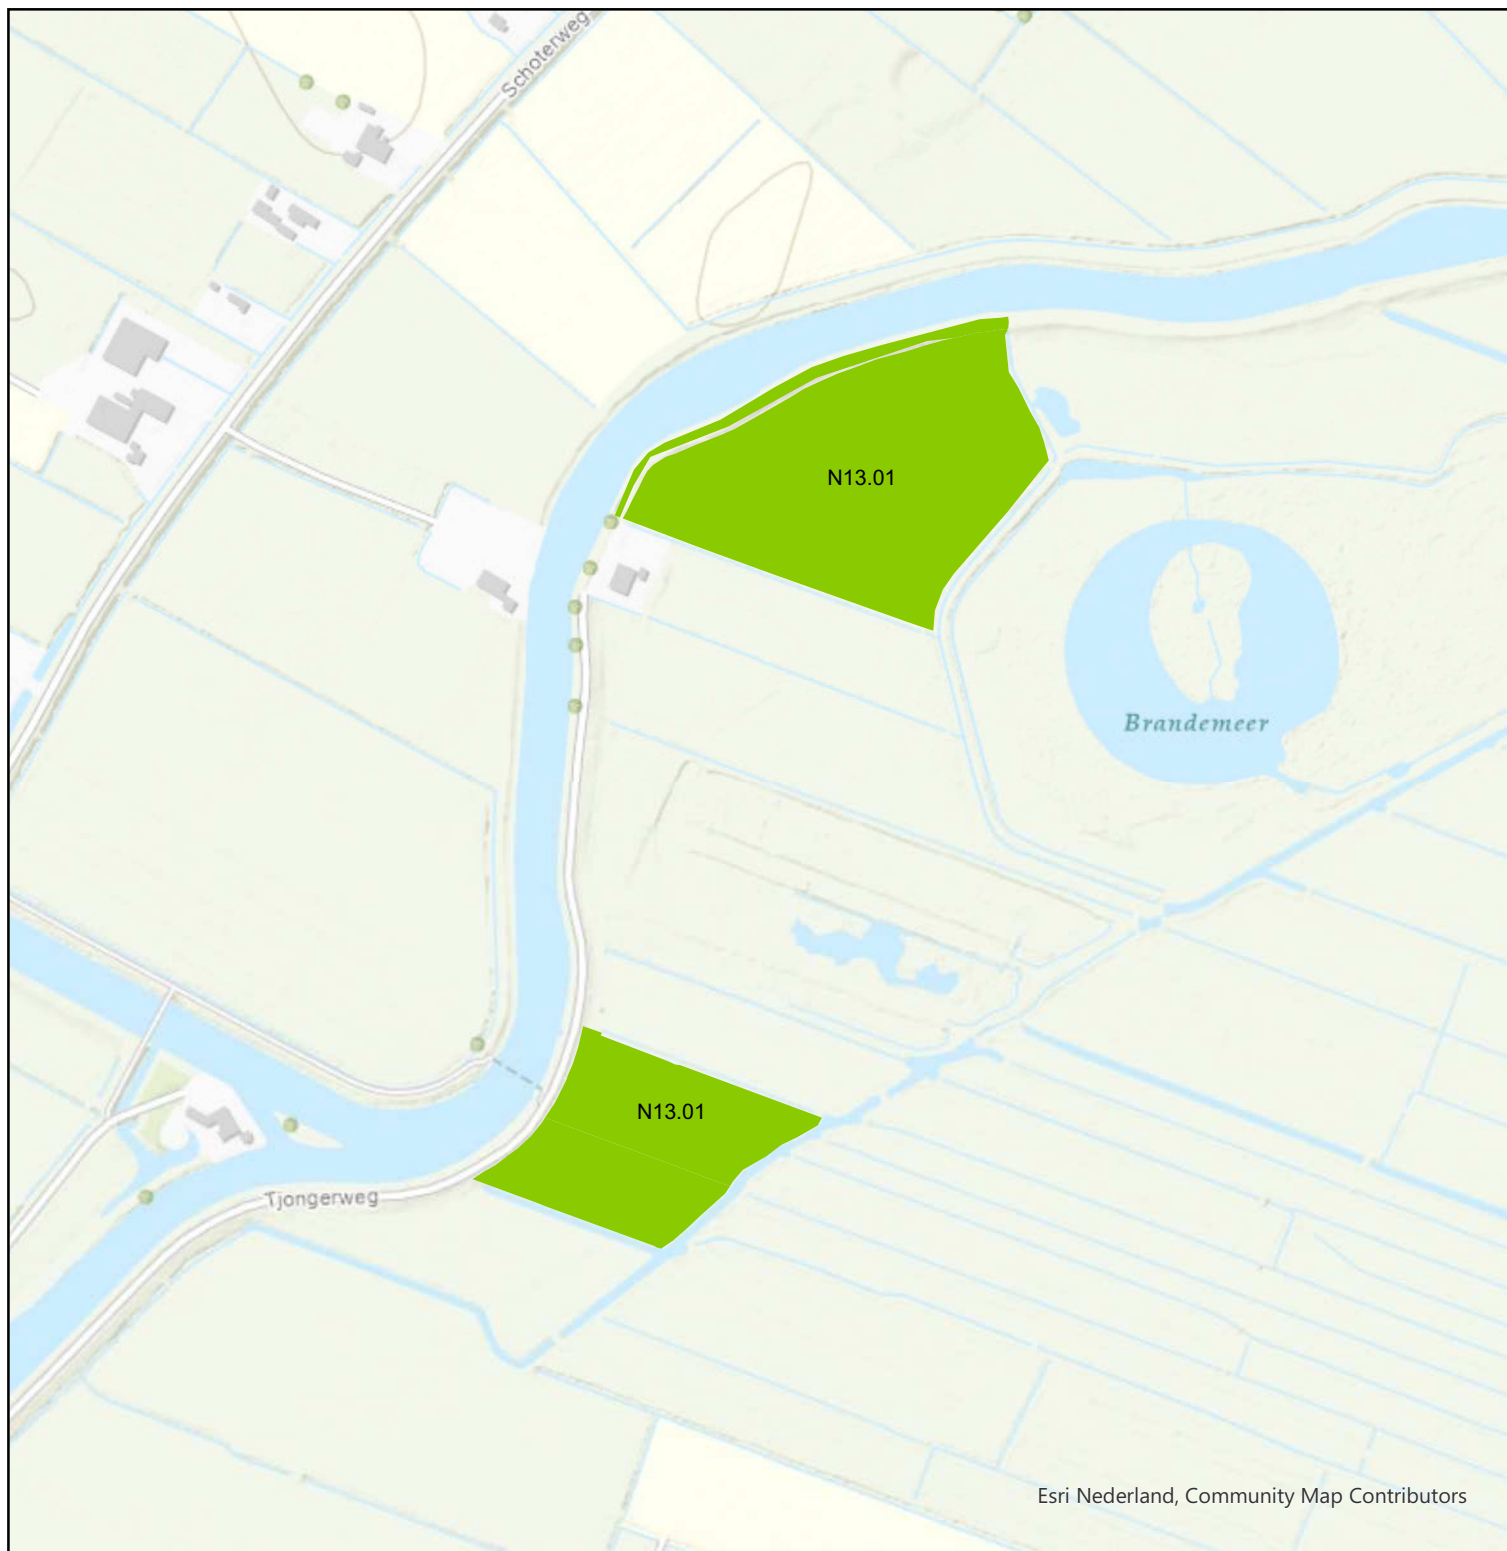 Schoterweg
N13.01
Brandemeer
N13.01
Tjongerweg
Esri Nederland, Community Map Contributors